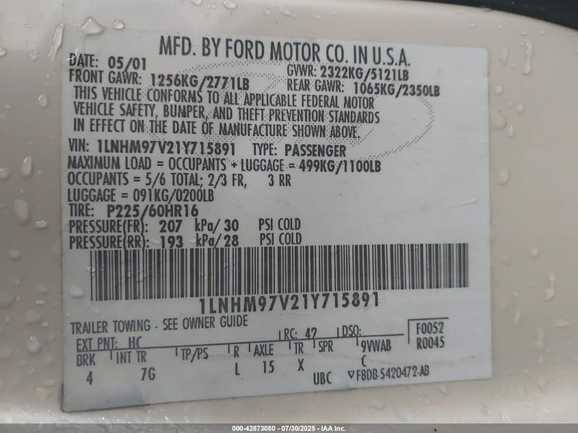 MFD. BY FORD MOTOR CO. IN U.S.A.
DATE: 05/01 GVWR: 2322KG/5121LB
FRONT GAWR: 1256KG/2771LB REAR GAWR: 1065KG/2350LB
THIS VEHICLE CONFORMS TO ALL APPLICABLE FEDERAL MOTOR
VEHICLE SAFETY, BUMPER, AND THEFT PREVENTION STANDARDS
IN EFFECT ON THE DATE OF MANUFACTURE SHOWN ABOVE.
VIN: 1LNHM97V21Y715891 TYPE: PASSENGER
MAXIMUM LOAD = OCCUPANTS + LUGGAGE = 499KG/1100LB
OCCUPANTS = 5/6 TOTAL; 2/3 FR, 3 RR
LUGGAGE = 091KG/0200LB
TIRE: P225/60HR16
PRESSURE(FR): 207 kPa/30 PSI COLD
PRESSURE(RR): 193 kPa/28 PSI COLD
1LNHM97V21Y715891
TRAILER TOWING - SEE OWNER GUIDE
EXT PNT: HC RC: 47 DSO: F0052
BRK INT TR TP/PS R AXLE TR SPR 9VWAB R0045
4 7G L 15 X C
UBC F8DB-5420472-AB
000-42873080 - 07/30/2025 - IAAI.com